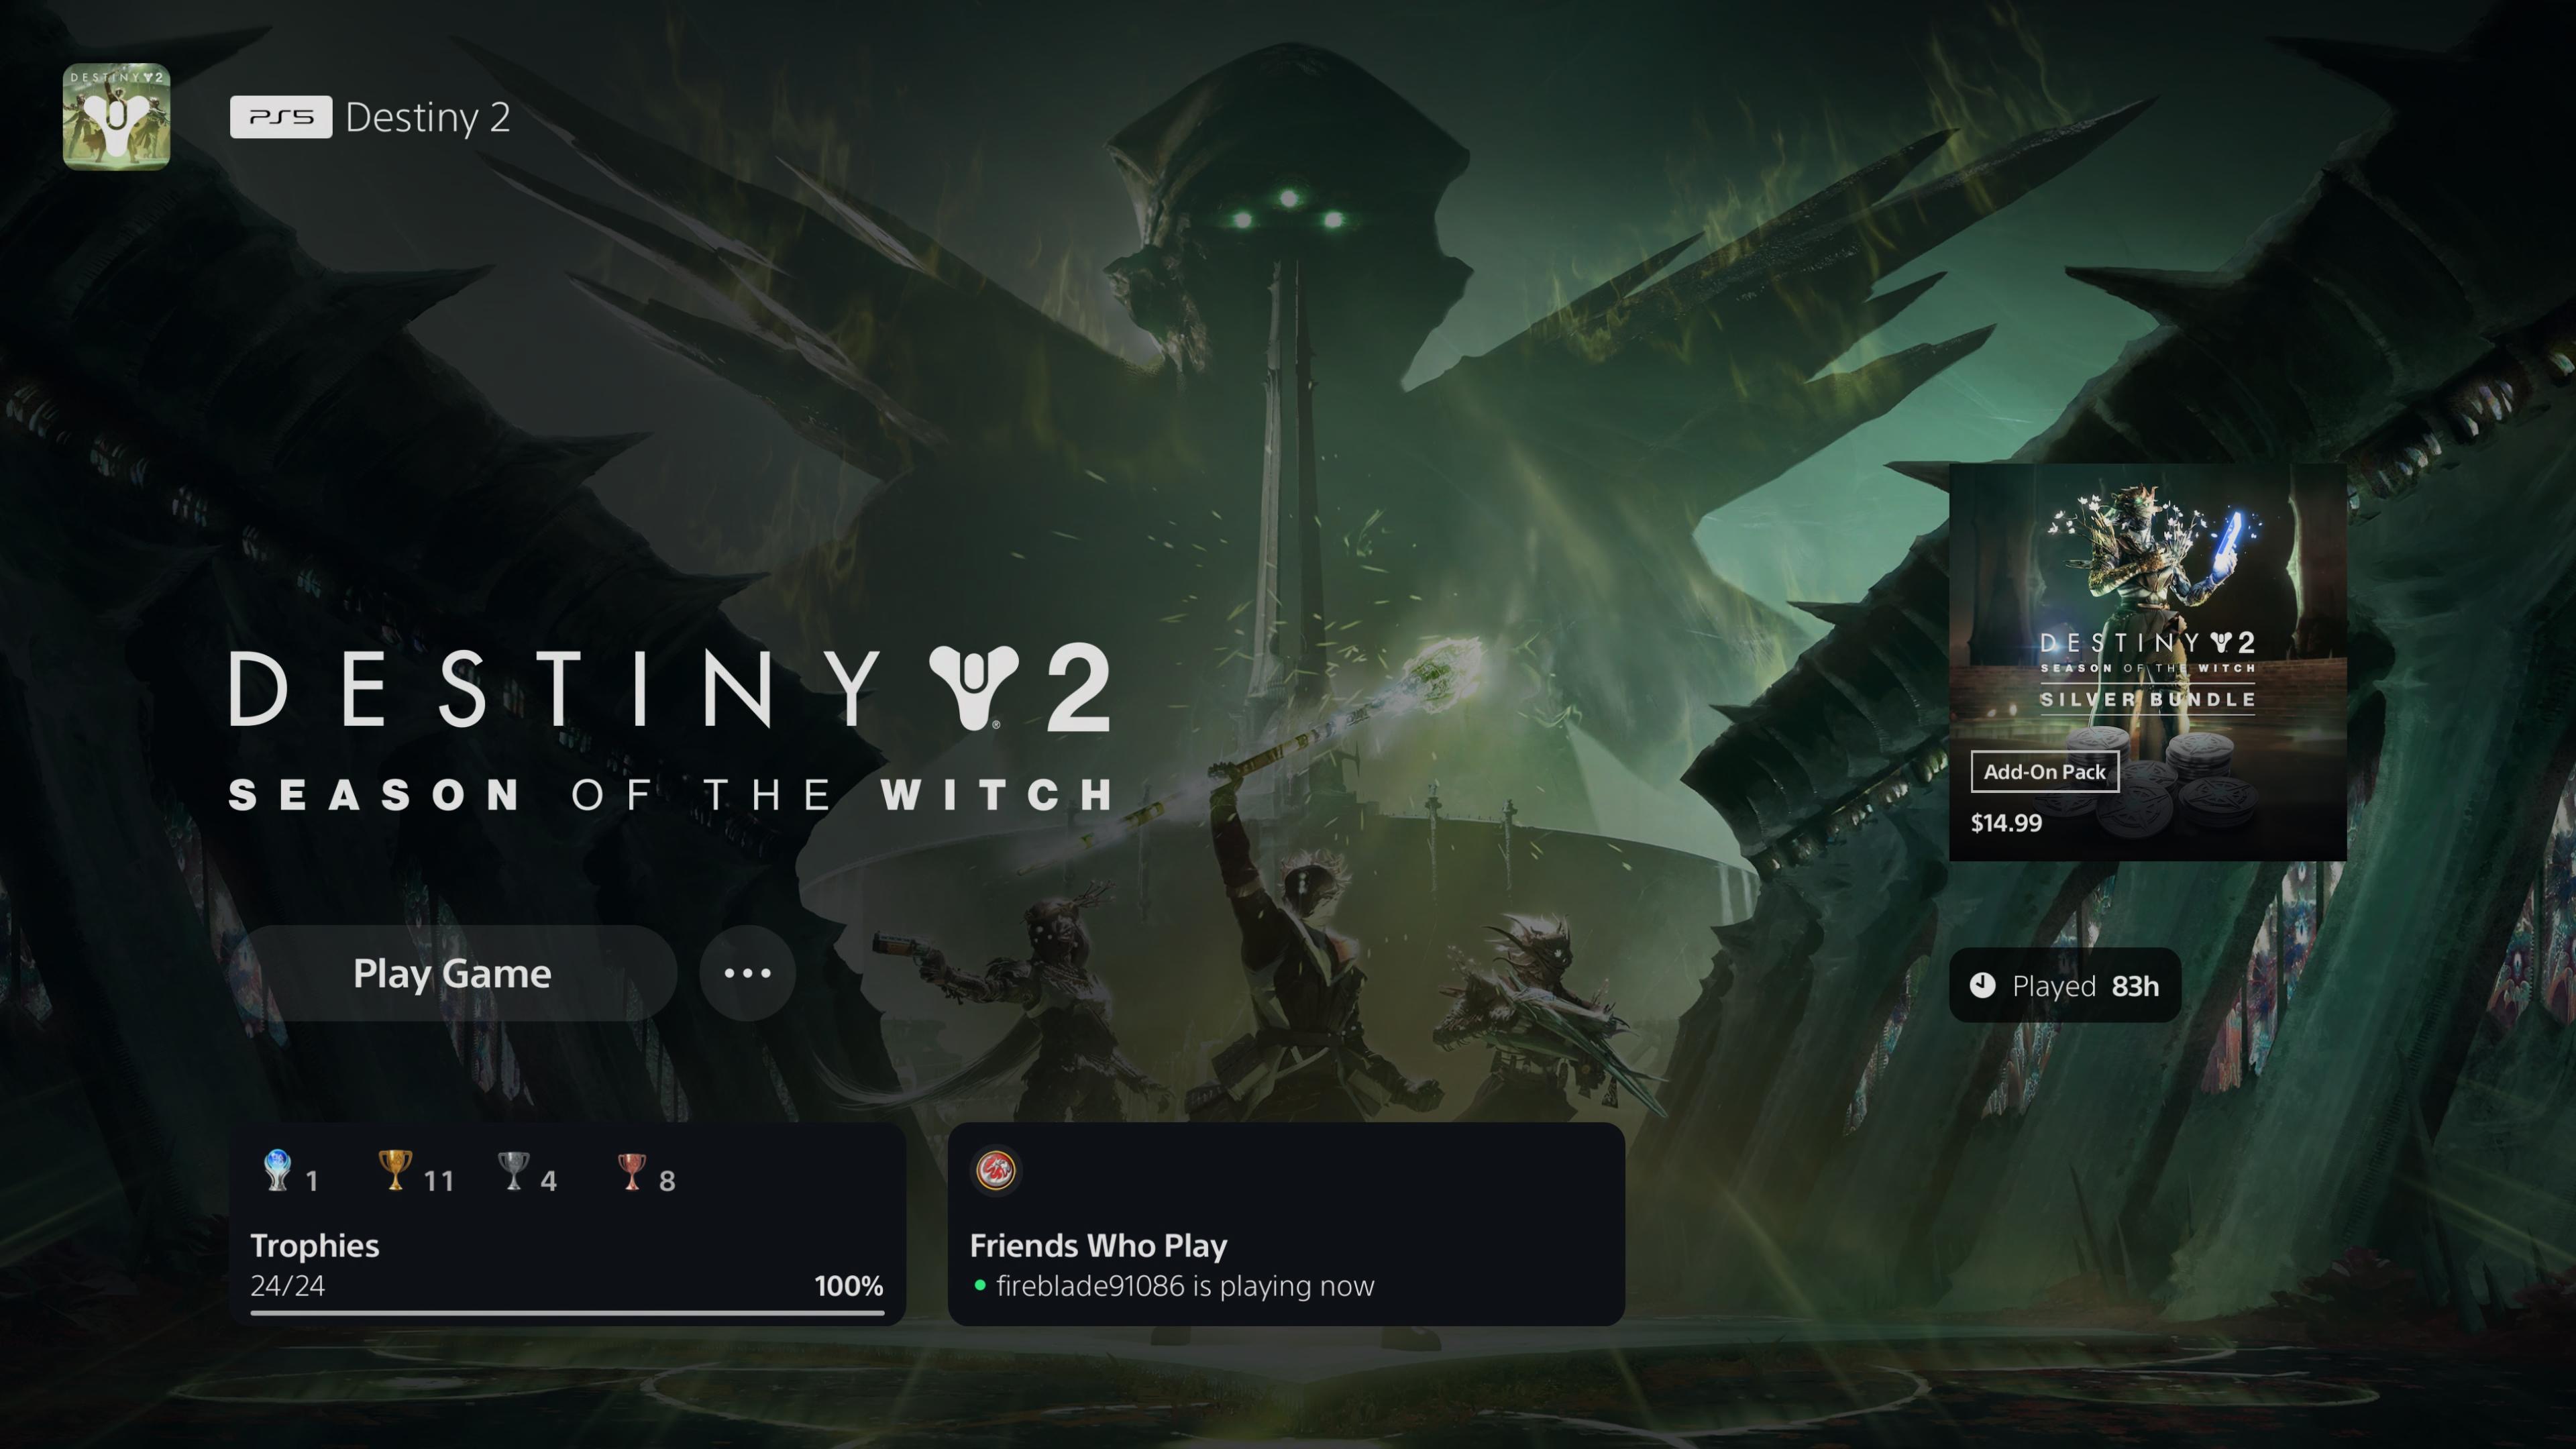 DESTINY 2
PS5 Destiny 2
DESTINY 2
SEASON OF THE WITCH
DESTINY 2
SEASON OF THE WITCH
SILVER BUNDLE
Add-On Pack
$14.99
Play Game
Played 83h
1 11 4 8
Trophies
24/24 100%
Friends Who Play
fireblade91086 is playing now